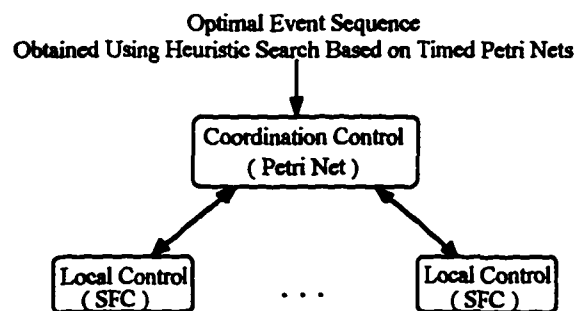 Optimal Event Sequence
Obtained Using Heuristic Search Based on Timed Petri Nets
Coordination Control
( Petri Net )
Local Control
( SFC )
. . .
Local Control
( SFC )